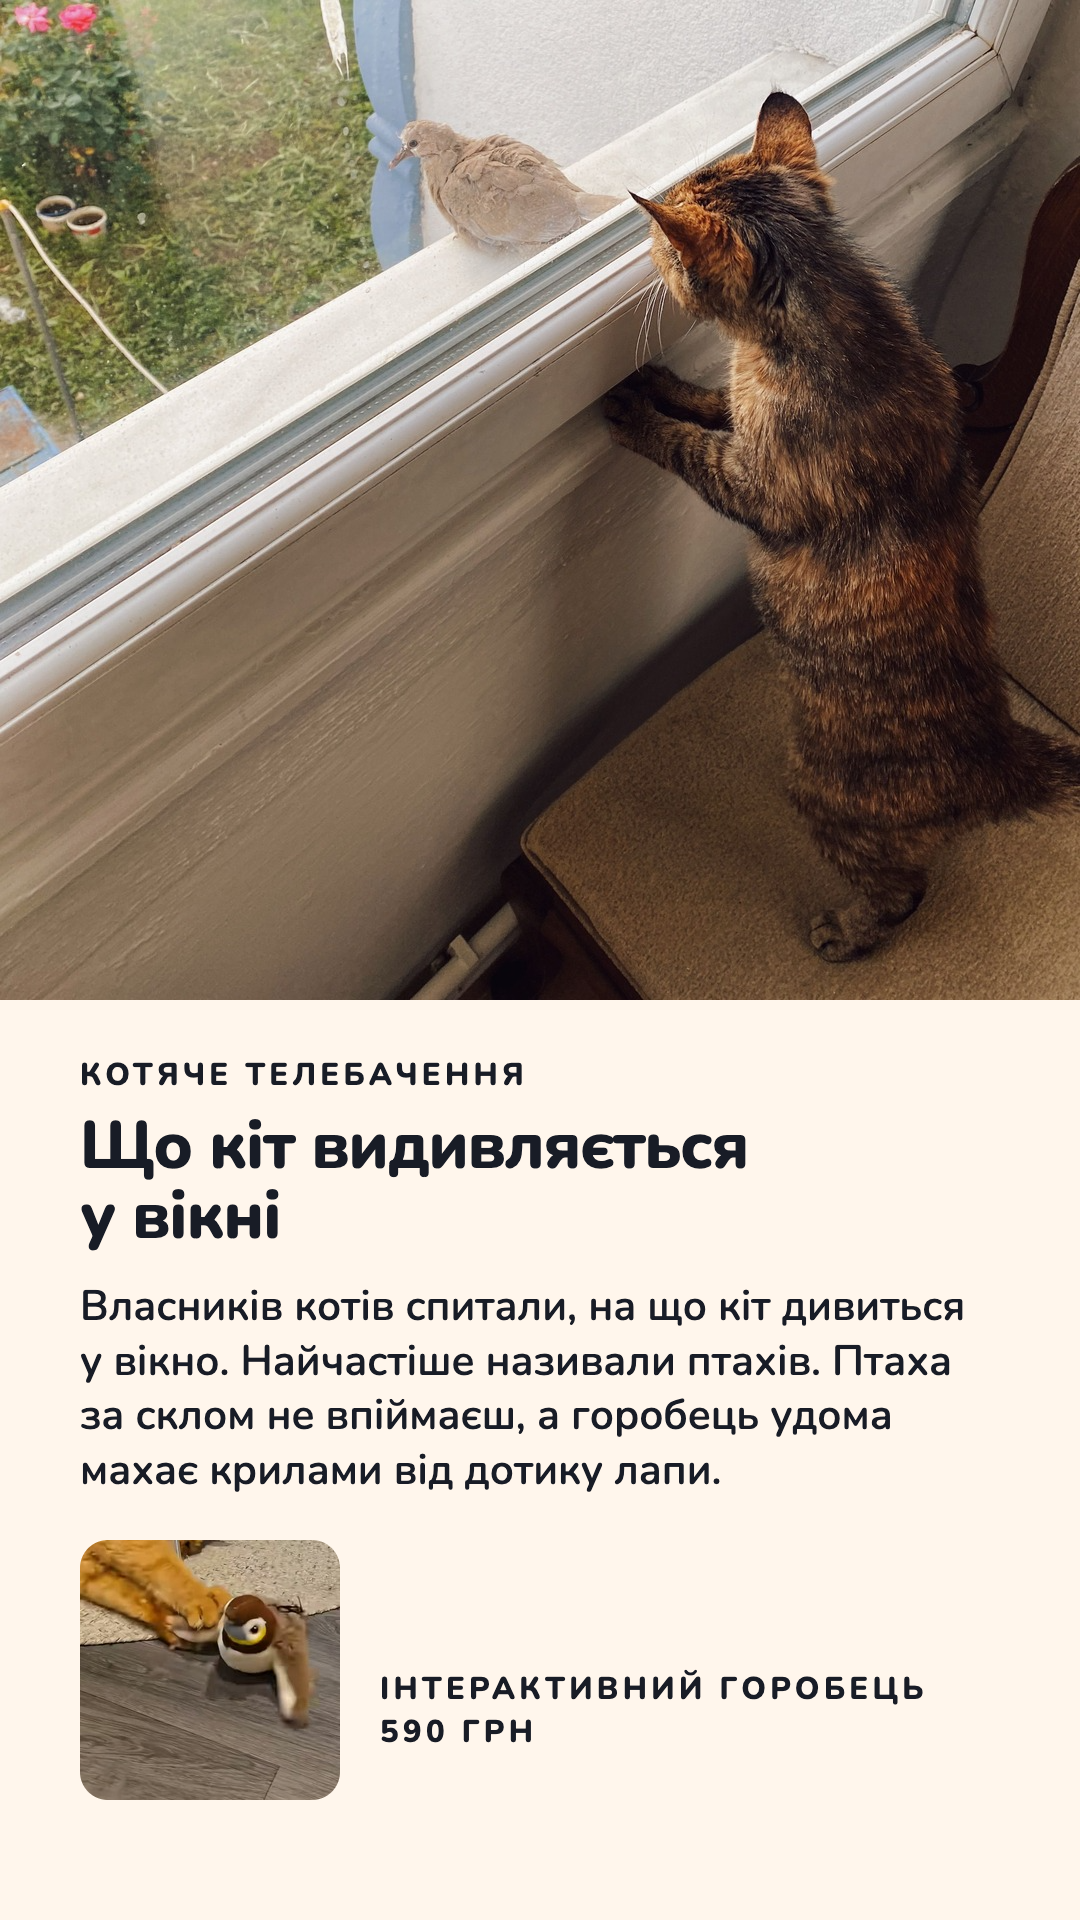 КОТЯЧЕ ТЕЛЕБАЧЕННЯ
Що кіт видивляється
у вікні
Власників котів спитали, на що кіт дивиться
у вікно. Найчастіше називали птахів. Птаха
за склом не впіймаєш, а горобець удома
махає крилами від дотику лапи.
ІНТЕРАКТИВНИЙ ГОРОБЕЦЬ
590 ГРН